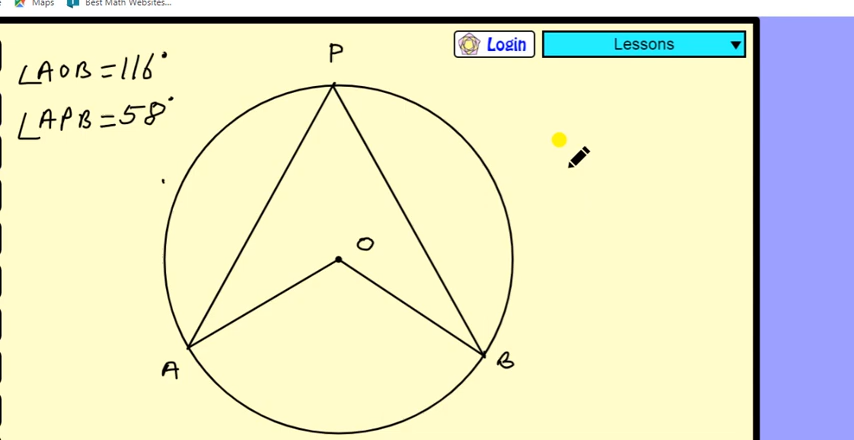 Maps Best Math Websites...
Login
Lessons
∠AOB=116°
∠APB=58°
P
O
A
B